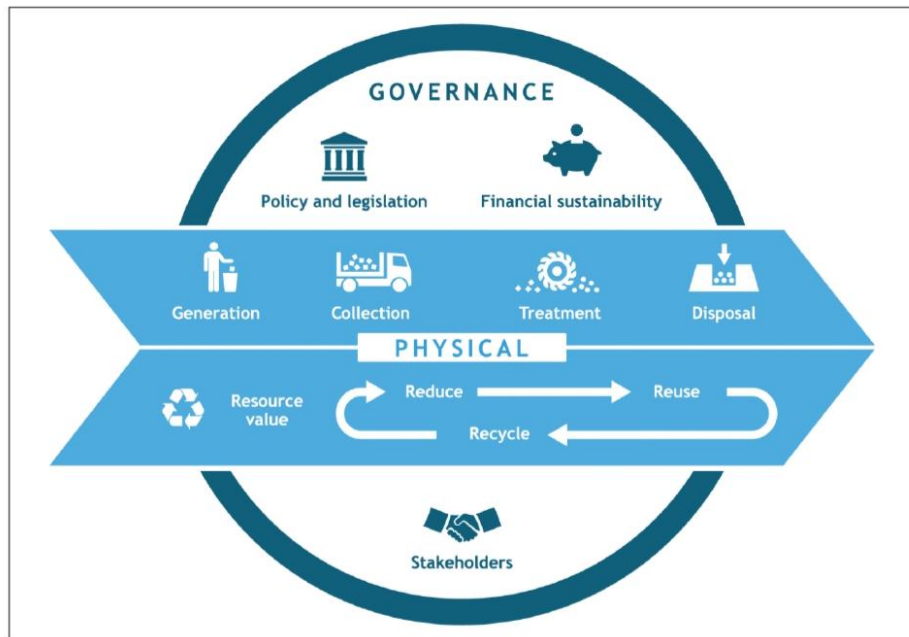 GOVERNANCE
Policy and legislation
Financial sustainability
Generation
Collection
Treatment
Disposal
PHYSICAL
Resource
value
Reduce
Reuse
Recycle
Stakeholders